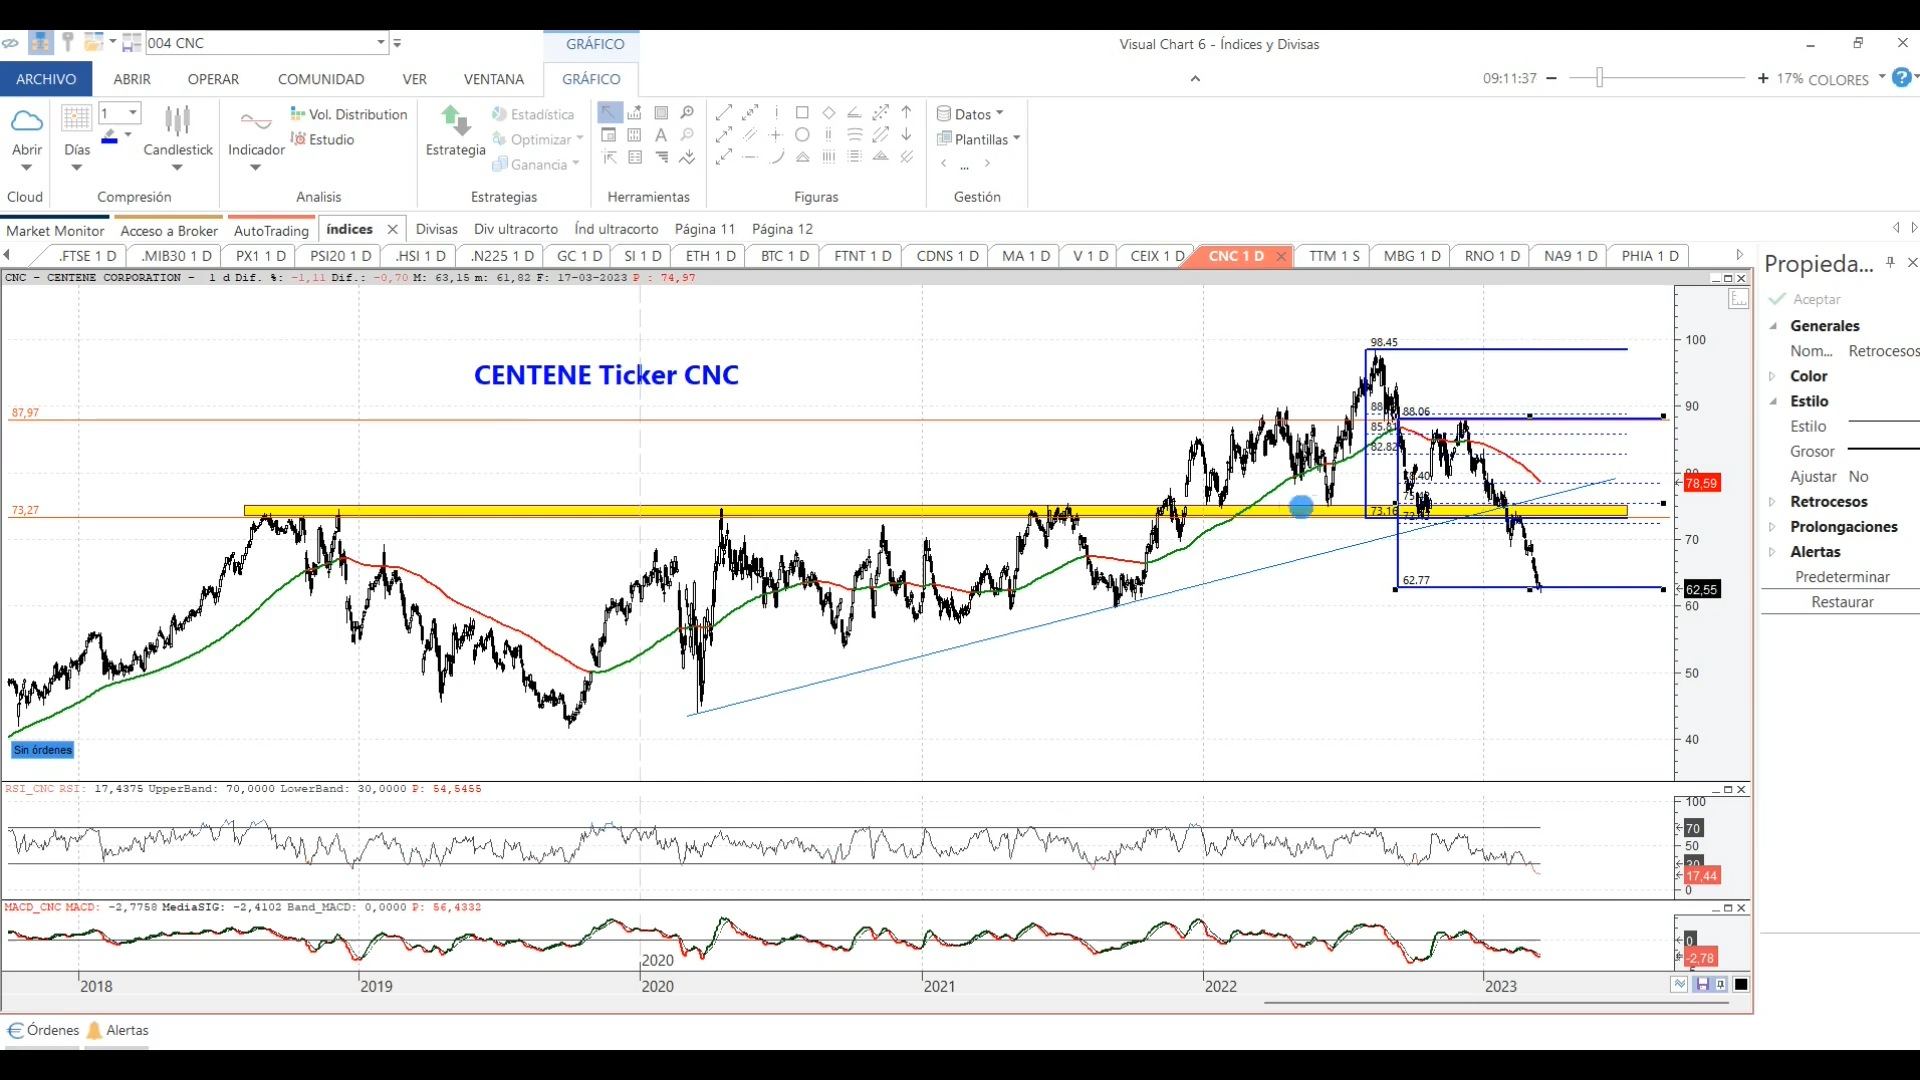 004 CNC
GRÁFICO
Visual Chart 6 - Índices y Divisas
ARCHIVO ABRIR OPERAR COMUNIDAD VER VENTANA GRÁFICO
09:11:37 17% COLORES
1
Vol. Distribution
Estudio
Estadística
Optimizar
Ganancia
Datos
Plantillas
...
Abrir Días Candlestick Indicador Estrategia
Cloud Compresión Analisis Estrategias Herramientas Figuras Gestión
Market Monitor Acceso a Broker AutoTrading índices Divisas Div ultracorto Índ ultracorto Página 11 Página 12
.FTSE 1 D .MIB30 1 D PX1 1 D PSI20 1 D .HSI 1 D .N225 1 D GC 1 D SI 1 D ETH 1 D BTC 1 D FTNT 1 D CDNS 1 D MA 1 D V 1 D CEIX 1 D CNC 1 D TTM 1 S MBG 1 D RNO 1 D NA9 1 D PHIA 1 D
CNC - CENTENE CORPORATION - 1 d Dif. %: -1,11 Dif.: -0,70 M: 63,15 m: 61,82 F: 17-03-2023 P : 74,97
CENTENE Ticker CNC
87,97
73,27
98.45
88.06
85.81
82.82
73.16
62.77
100
90
78,59
70
62,55
60
50
40
Sin órdenes
RSI_CNC RSI: 17,4375 UpperBand: 70,0000 LowerBand: 30,0000 P: 54,5455
100
70
50
30
17,44
0
MACD_CNC MACD: -2,7758 MediaSIG: -2,4102 Band_MACD: 0,0000 P: 56,4332
0
-2,78
2020
2018 2019 2020 2021 2022 2023
Propieda...
Aceptar
Generales
Nom... Retrocesos
Color
Estilo
Estilo
Grosor
Ajustar No
Retrocesos
Prolongaciones
Alertas
Predeterminar
Restaurar
Órdenes Alertas